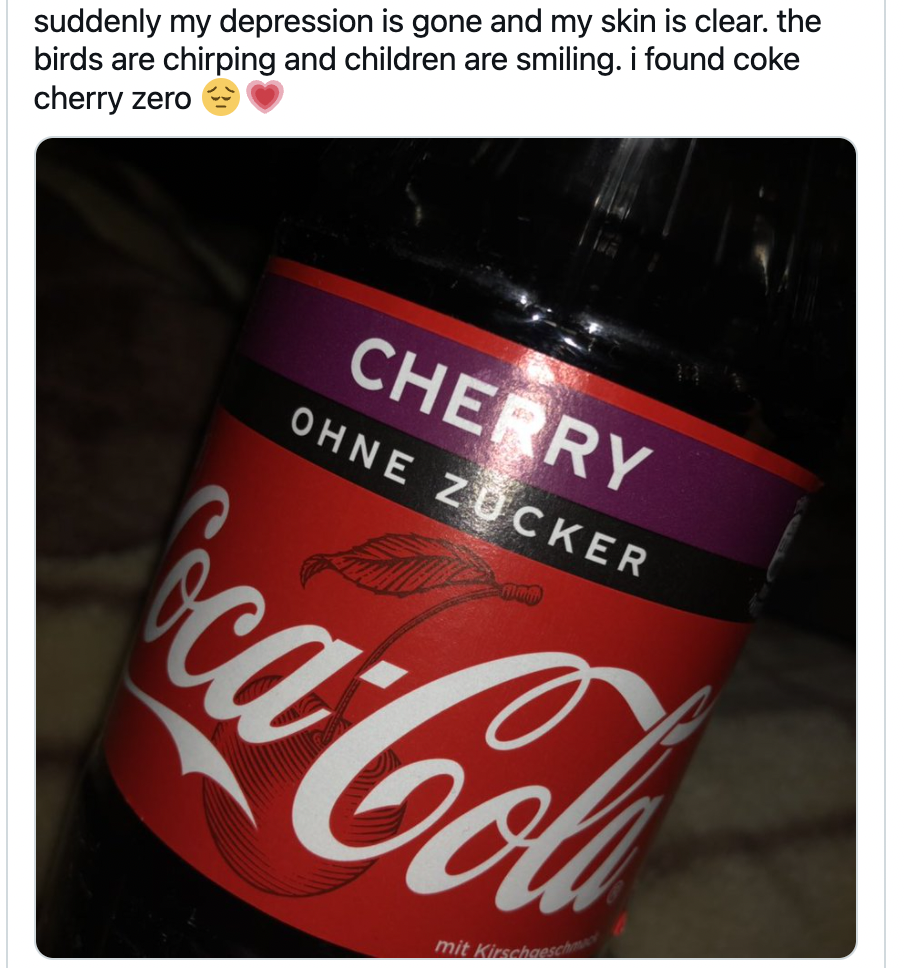 suddenly my depression is gone and my skin is clear. the
birds are chirping and children are smiling. i found coke
cherry zero 😔💗
CHERRY
OHNE ZUCKER
Coca-Cola
mit Kirschgeschmack